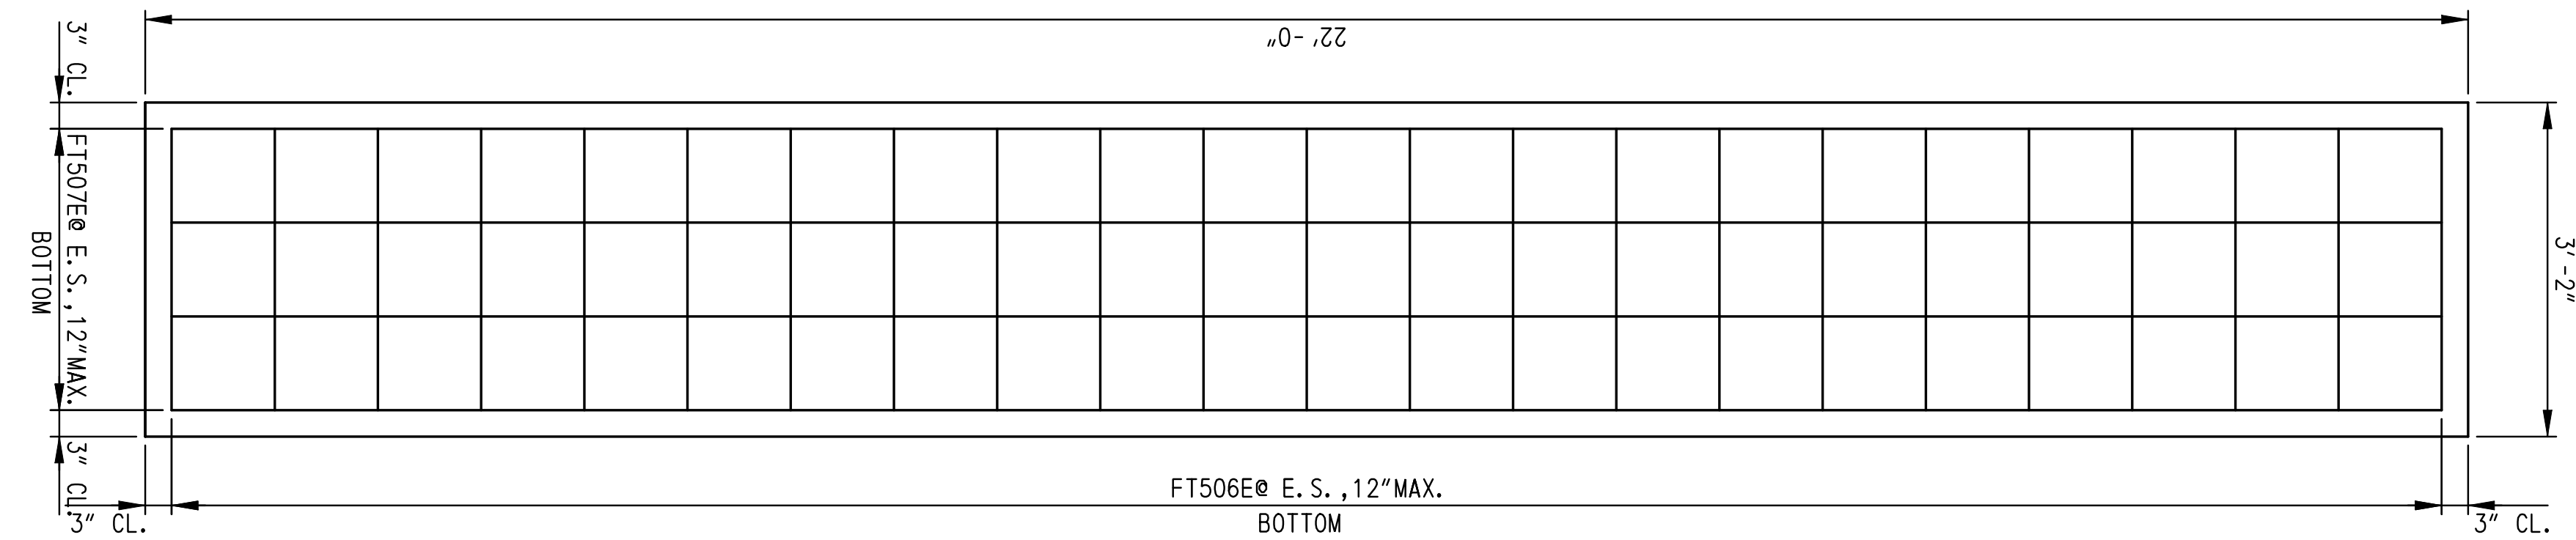 22'-0"
3" CL.
FT507E@ E.S.,12"MAX.
BOTTOM
3" CL.
3'-2"
FT506E@ E.S.,12"MAX.
BOTTOM
3" CL.
3" CL.